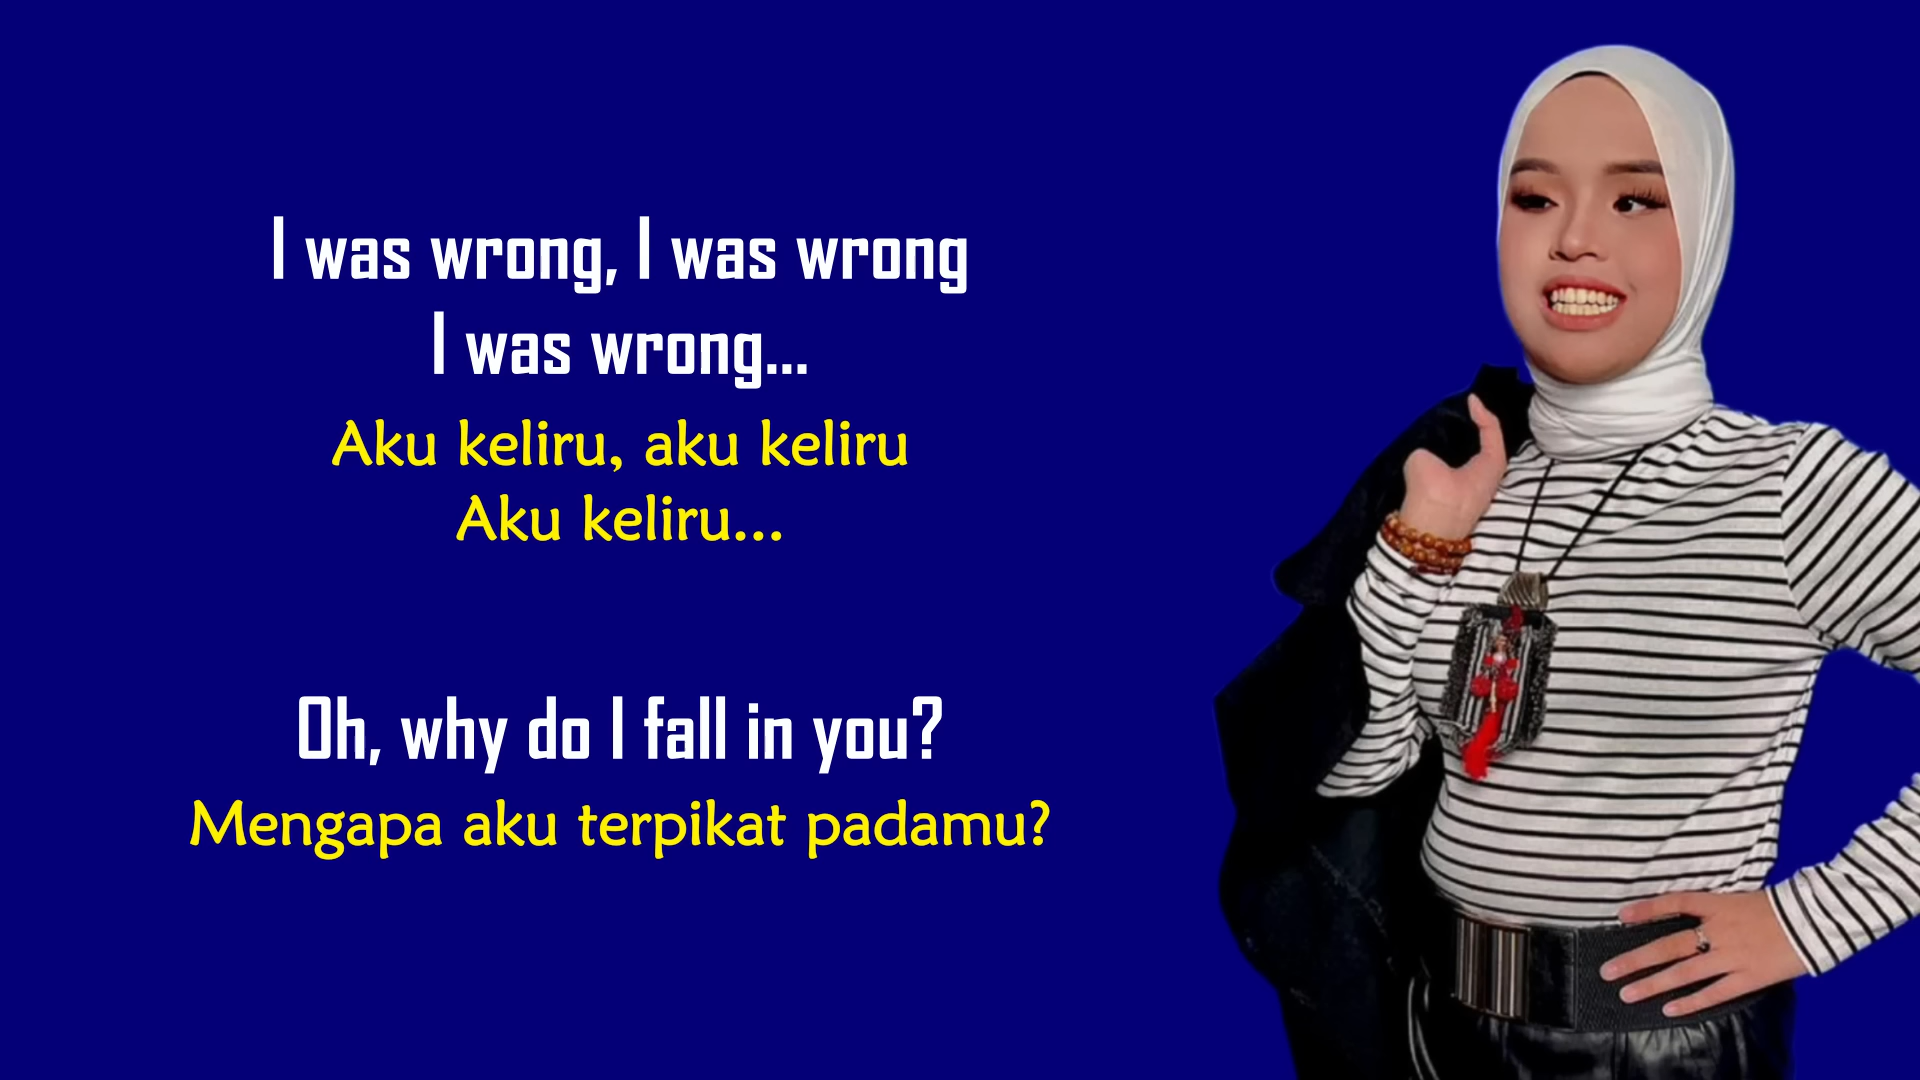 I was wrong, I was wrong
I was wrong...
Aku keliru, aku keliru
Aku keliru...
Oh, why do I fall in you?
Mengapa aku terpikat padamu?